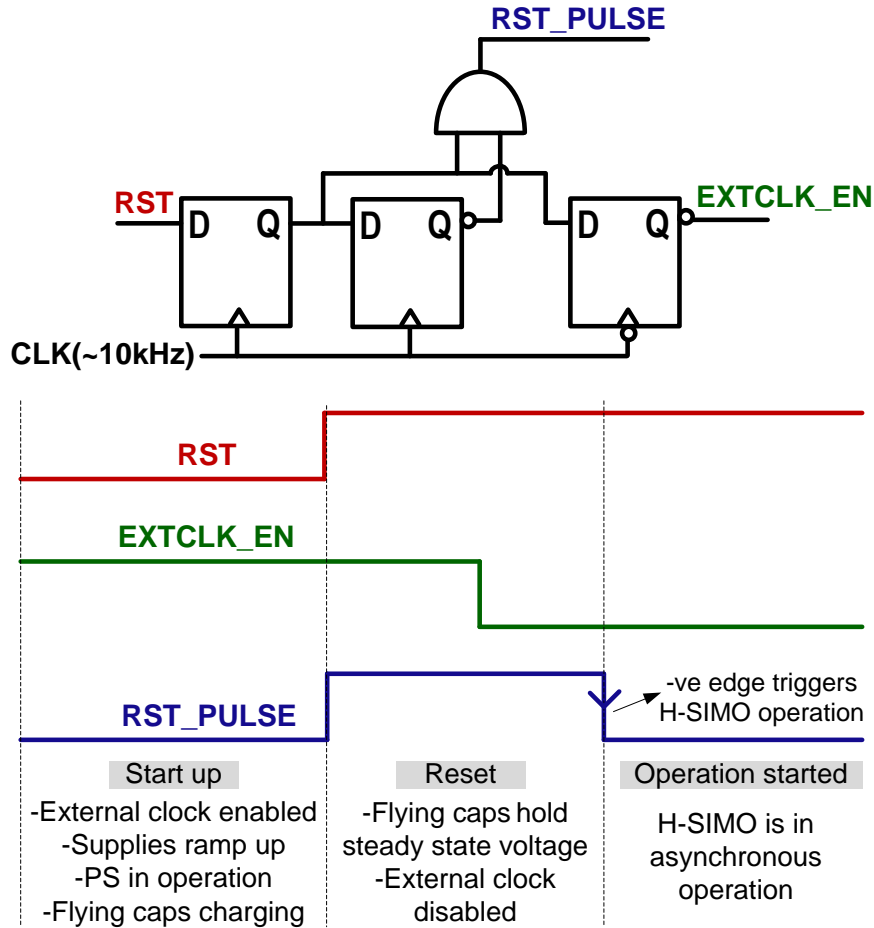 RST_PULSE
RST
D Q
D Q
D Q
EXTCLK_EN
CLK(~10kHz)
RST
EXTCLK_EN
RST_PULSE
-ve edge triggers
H-SIMO operation
Start up
-External clock enabled
-Supplies ramp up
-PS in operation
-Flying caps charging
Reset
-Flying caps hold
steady state voltage
-External clock
disabled
Operation started
H-SIMO is in
asynchronous
operation